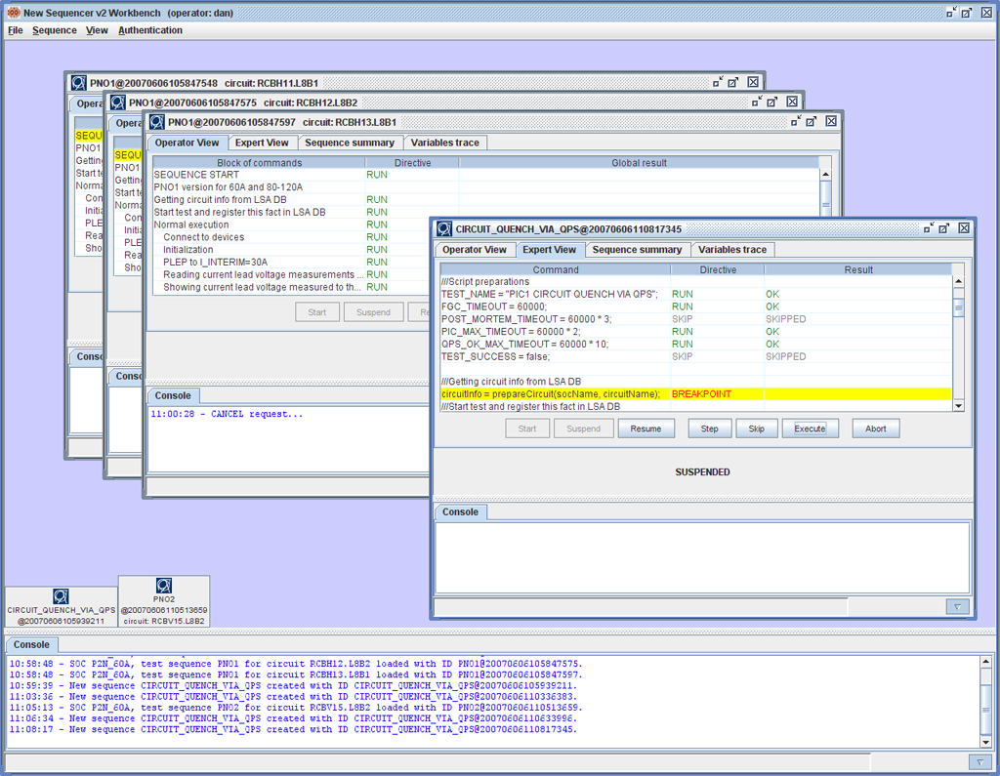 New Sequencer v2 Workbench (operator: dan)
File Sequence View Authentication
PNO1@20070606105847548 circuit: RCBH11.L8B1
Opera
SEQU
PNO1
Getting
Start te
Norma
Con
Initia
PLE
Rea
Sho
Conso
PNO1@20070606105847575 circuit: RCBH12.L8B2
Opera
SEQU
PNO1
Getting
Start te
Norma
Con
Initia
PLE
Rea
Sho
Conso
PNO1@20070606105847597 circuit: RCBH13.L8B1
Operator View Expert View Sequence summary Variables trace
Block of commands Directive Global result
SEQUENCE START RUN
PNO1 version for 60A and 80-120A
Getting circuit info from LSA DB RUN
Start test and register this fact in LSA DB RUN
Normal execution RUN
Connect to devices RUN
Initialization RUN
PLEP to I_INTERIM=30A RUN
Reading current lead voltage measurements ... RUN
Showing current lead voltage measured to th... RUN
Start Suspend Re
Console
11:00:28 - CANCEL request...
CIRCUIT_QUENCH_VIA_QPS@20070606110817345
Operator View Expert View Sequence summary Variables trace
Command Directive Result
///Script preparations
TEST_NAME = "PIC1 CIRCUIT QUENCH VIA QPS"; RUN OK
FGC_TIMEOUT = 60000; RUN OK
POST_MORTEM_TIMEOUT = 60000 * 3; SKIP SKIPPED
PIC_MAX_TIMEOUT = 60000 * 2; RUN OK
QPS_OK_MAX_TIMEOUT = 60000 * 10; RUN OK
TEST_SUCCESS = false; SKIP SKIPPED
///Getting circuit info from LSA DB
circuitInfo = prepareCircuit(socName, circuitName); BREAKPOINT
///Start test and register this fact in LSA DB
Start Suspend Resume Step Skip Execute Abort
SUSPENDED
Console
CIRCUIT_QUENCH_VIA_QPS
@20070606105939211
PNO2
@20070606110513659
circuit: RCBV15.L8B2
Console
10:58:48 - SOC P2N_60A, test sequence PNO1 for circuit RCBH12.L8B2 loaded with ID PNO1@20070606105847575.
10:58:48 - SOC P2N_60A, test sequence PNO1 for circuit RCBH13.L8B1 loaded with ID PNO1@20070606105847597.
10:59:39 - New sequence CIRCUIT_QUENCH_VIA_QPS created with ID CIRCUIT_QUENCH_VIA_QPS@20070606105939211.
11:03:36 - New sequence CIRCUIT_QUENCH_VIA_QPS created with ID CIRCUIT_QUENCH_VIA_QPS@20070606110336383.
11:05:13 - SOC P2N_60A, test sequence PNO2 for circuit RCBV15.L8B2 loaded with ID PNO2@20070606110513659.
11:06:34 - New sequence CIRCUIT_QUENCH_VIA_QPS created with ID CIRCUIT_QUENCH_VIA_QPS@20070606110633996.
11:08:17 - New sequence CIRCUIT_QUENCH_VIA_QPS created with ID CIRCUIT_QUENCH_VIA_QPS@20070606110817345.